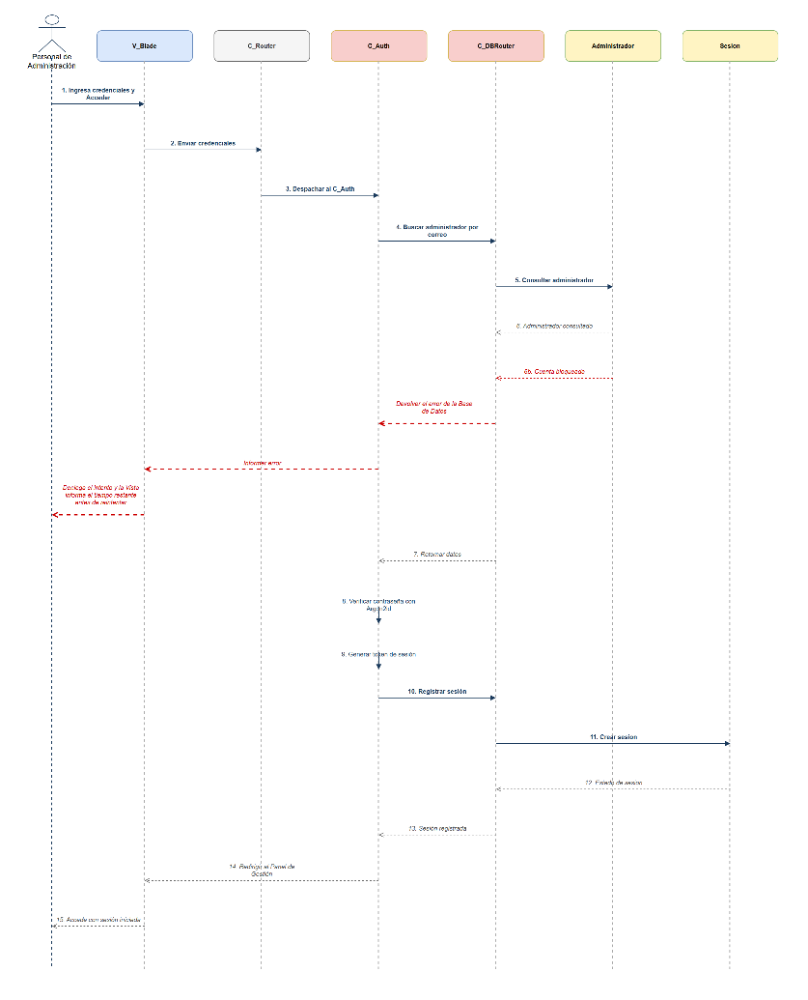 Personal de
Administración
V_Blade
C_Router
C_Auth
C_DBRouter
Administrador
Sesion
1. Ingresa credenciales y
Acceder
2. Enviar credenciales
3. Despachar al C_Auth
4. Buscar administrador por
correo
5. Consultar administrador
6. Administrador consultado
6b. Cuenta bloqueada
Devolver el error de la Base
de Datos
Informar error
Deniega el intento y la Vista
informa el tiempo restante
antes de reintentar
7. Retornar datos
8. Verificar contraseña con
Argon2id
9. Generar token de sesión
10. Registrar sesión
11. Crear sesion
12. Estado de sesion
13. Sesión registrada
14. Redirige al Panel de
Gestión
15. Accede con sesión iniciada